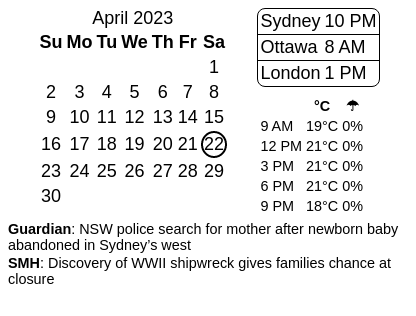 April 2023
Su Mo Tu We Th Fr Sa
1
2 3 4 5 6 7 8
9 10 11 12 13 14 15
16 17 18 19 20 21 22
23 24 25 26 27 28 29
30
Sydney 10 PM
Ottawa 8 AM
London 1 PM
°C ☂
9 AM 19°C 0%
12 PM 21°C 0%
3 PM 21°C 0%
6 PM 21°C 0%
9 PM 18°C 0%
Guardian: NSW police search for mother after newborn baby
abandoned in Sydney’s west
SMH: Discovery of WWII shipwreck gives families chance at
closure